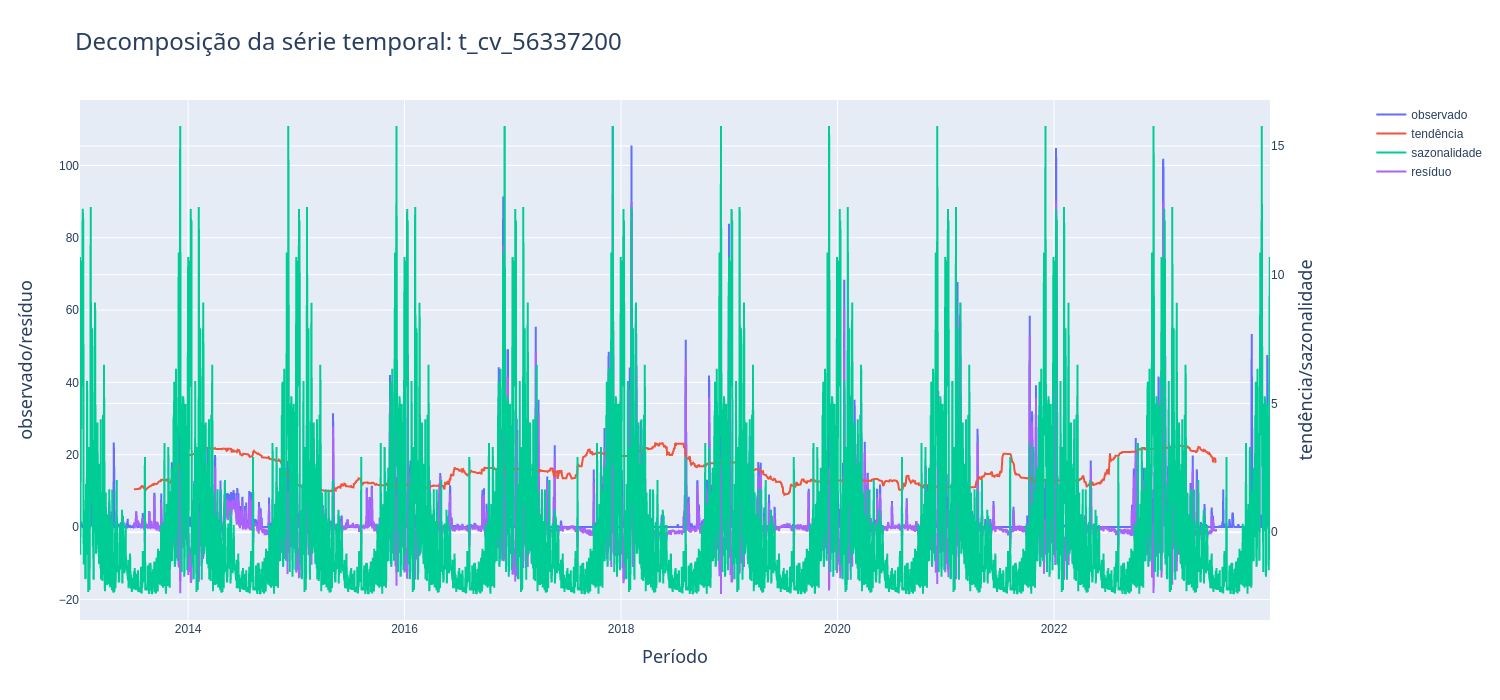 Decomposição da série temporal: t_cv_56337200
observado
tendência
sazonalidade
resíduo
100
80
60
40
20
0
−20
15
10
5
0
observado/resíduo
tendência/sazonalidade
2014
2016
2018
2020
2022
Período